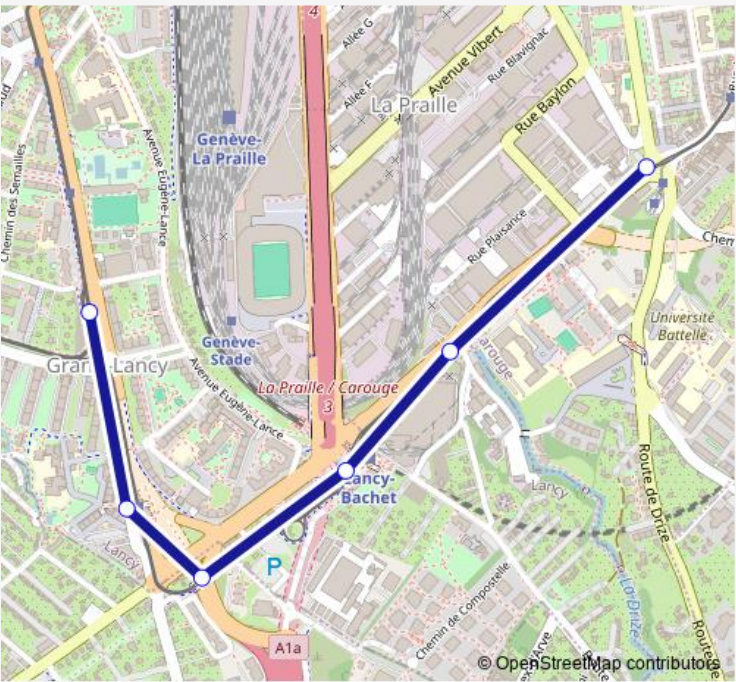 4
Allée G
Avenue Vibert
Rue Blavignac
Allée F
La Praille
Rue Baylon
Genève-
La Praille
Avenue Eugène-Lance
Chemin des Semailles
Rue Plaisance
Chem
Université
Battelle
Genève-
Stade
Grand-Lancy
arouge
La Praille / Carouge
3
Avenue Eugène-Lance
Lancy-
Bachet
Lancy
Route de Drize
Lancy
P
Chemin de Compostelle
La Drize
A1a
Route
© OpenStreetMap contributors